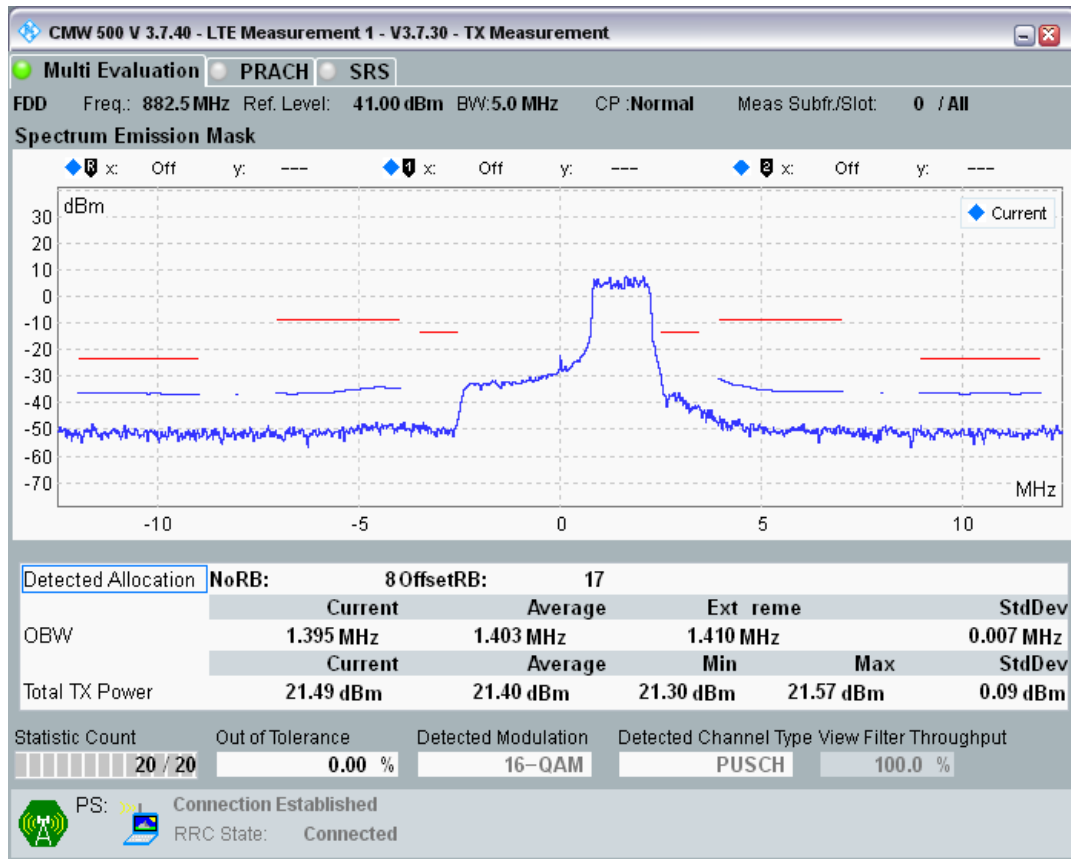 CMW 500 V 3.7.40 - LTE Measurement 1 - V3.7.30 - TX Measurement
Multi Evaluation PRACH SRS
FDD Freq.: 882.5 MHz Ref. Level: 41.00 dBm BW:5.0 MHz CP :Normal Meas Subfr./Slot: 0 / All
Spectrum Emission Mask
R x: Off y: --- 1 x: Off y: --- 2 x: Off y: ---
dBm
Current
30
20
10
0
-10
-20
-30
-40
-50
-60
-70
MHz
-10 -5 0 5 10
Detected Allocation NoRB: 8 OffsetRB: 17
Current Average Ext reme StdDev
OBW 1.395 MHz 1.403 MHz 1.410 MHz 0.007 MHz
Current Average Min Max StdDev
Total TX Power 21.49 dBm 21.40 dBm 21.30 dBm 21.57 dBm 0.09 dBm
Statistic Count Out of Tolerance Detected Modulation Detected Channel Type View Filter Throughput
20 / 20 0.00 % 16-QAM PUSCH 100.0 %
PS: Connection Established
RRC State: Connected